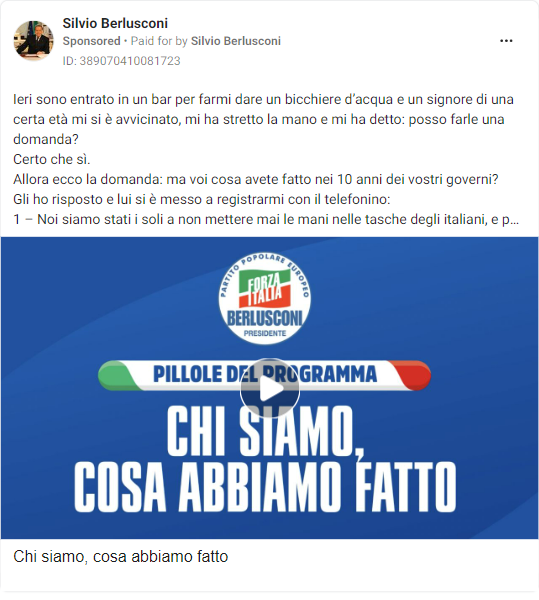 Silvio Berlusconi
Sponsored • Paid for by Silvio Berlusconi
ID: 389070410081723
Ieri sono entrato in un bar per farmi dare un bicchiere d’acqua e un signore di una
certa età mi si è avvicinato, mi ha stretto la mano e mi ha detto: posso farle una
domanda?
Certo che sì.
Allora ecco la domanda: ma voi cosa avete fatto nei 10 anni dei vostri governi?
Gli ho risposto e lui si è messo a registrarmi con il telefonino:
1 – Noi siamo stati i soli a non mettere mai le mani nelle tasche degli italiani, e p...
PARTITO POPOLARE EUROPEO
FORZA
ITALIA
BERLUSCONI
PRESIDENTE
PILLOLE DEL PROGRAMMA
CHI SIAMO,
COSA ABBIAMO FATTO
Chi siamo, cosa abbiamo fatto